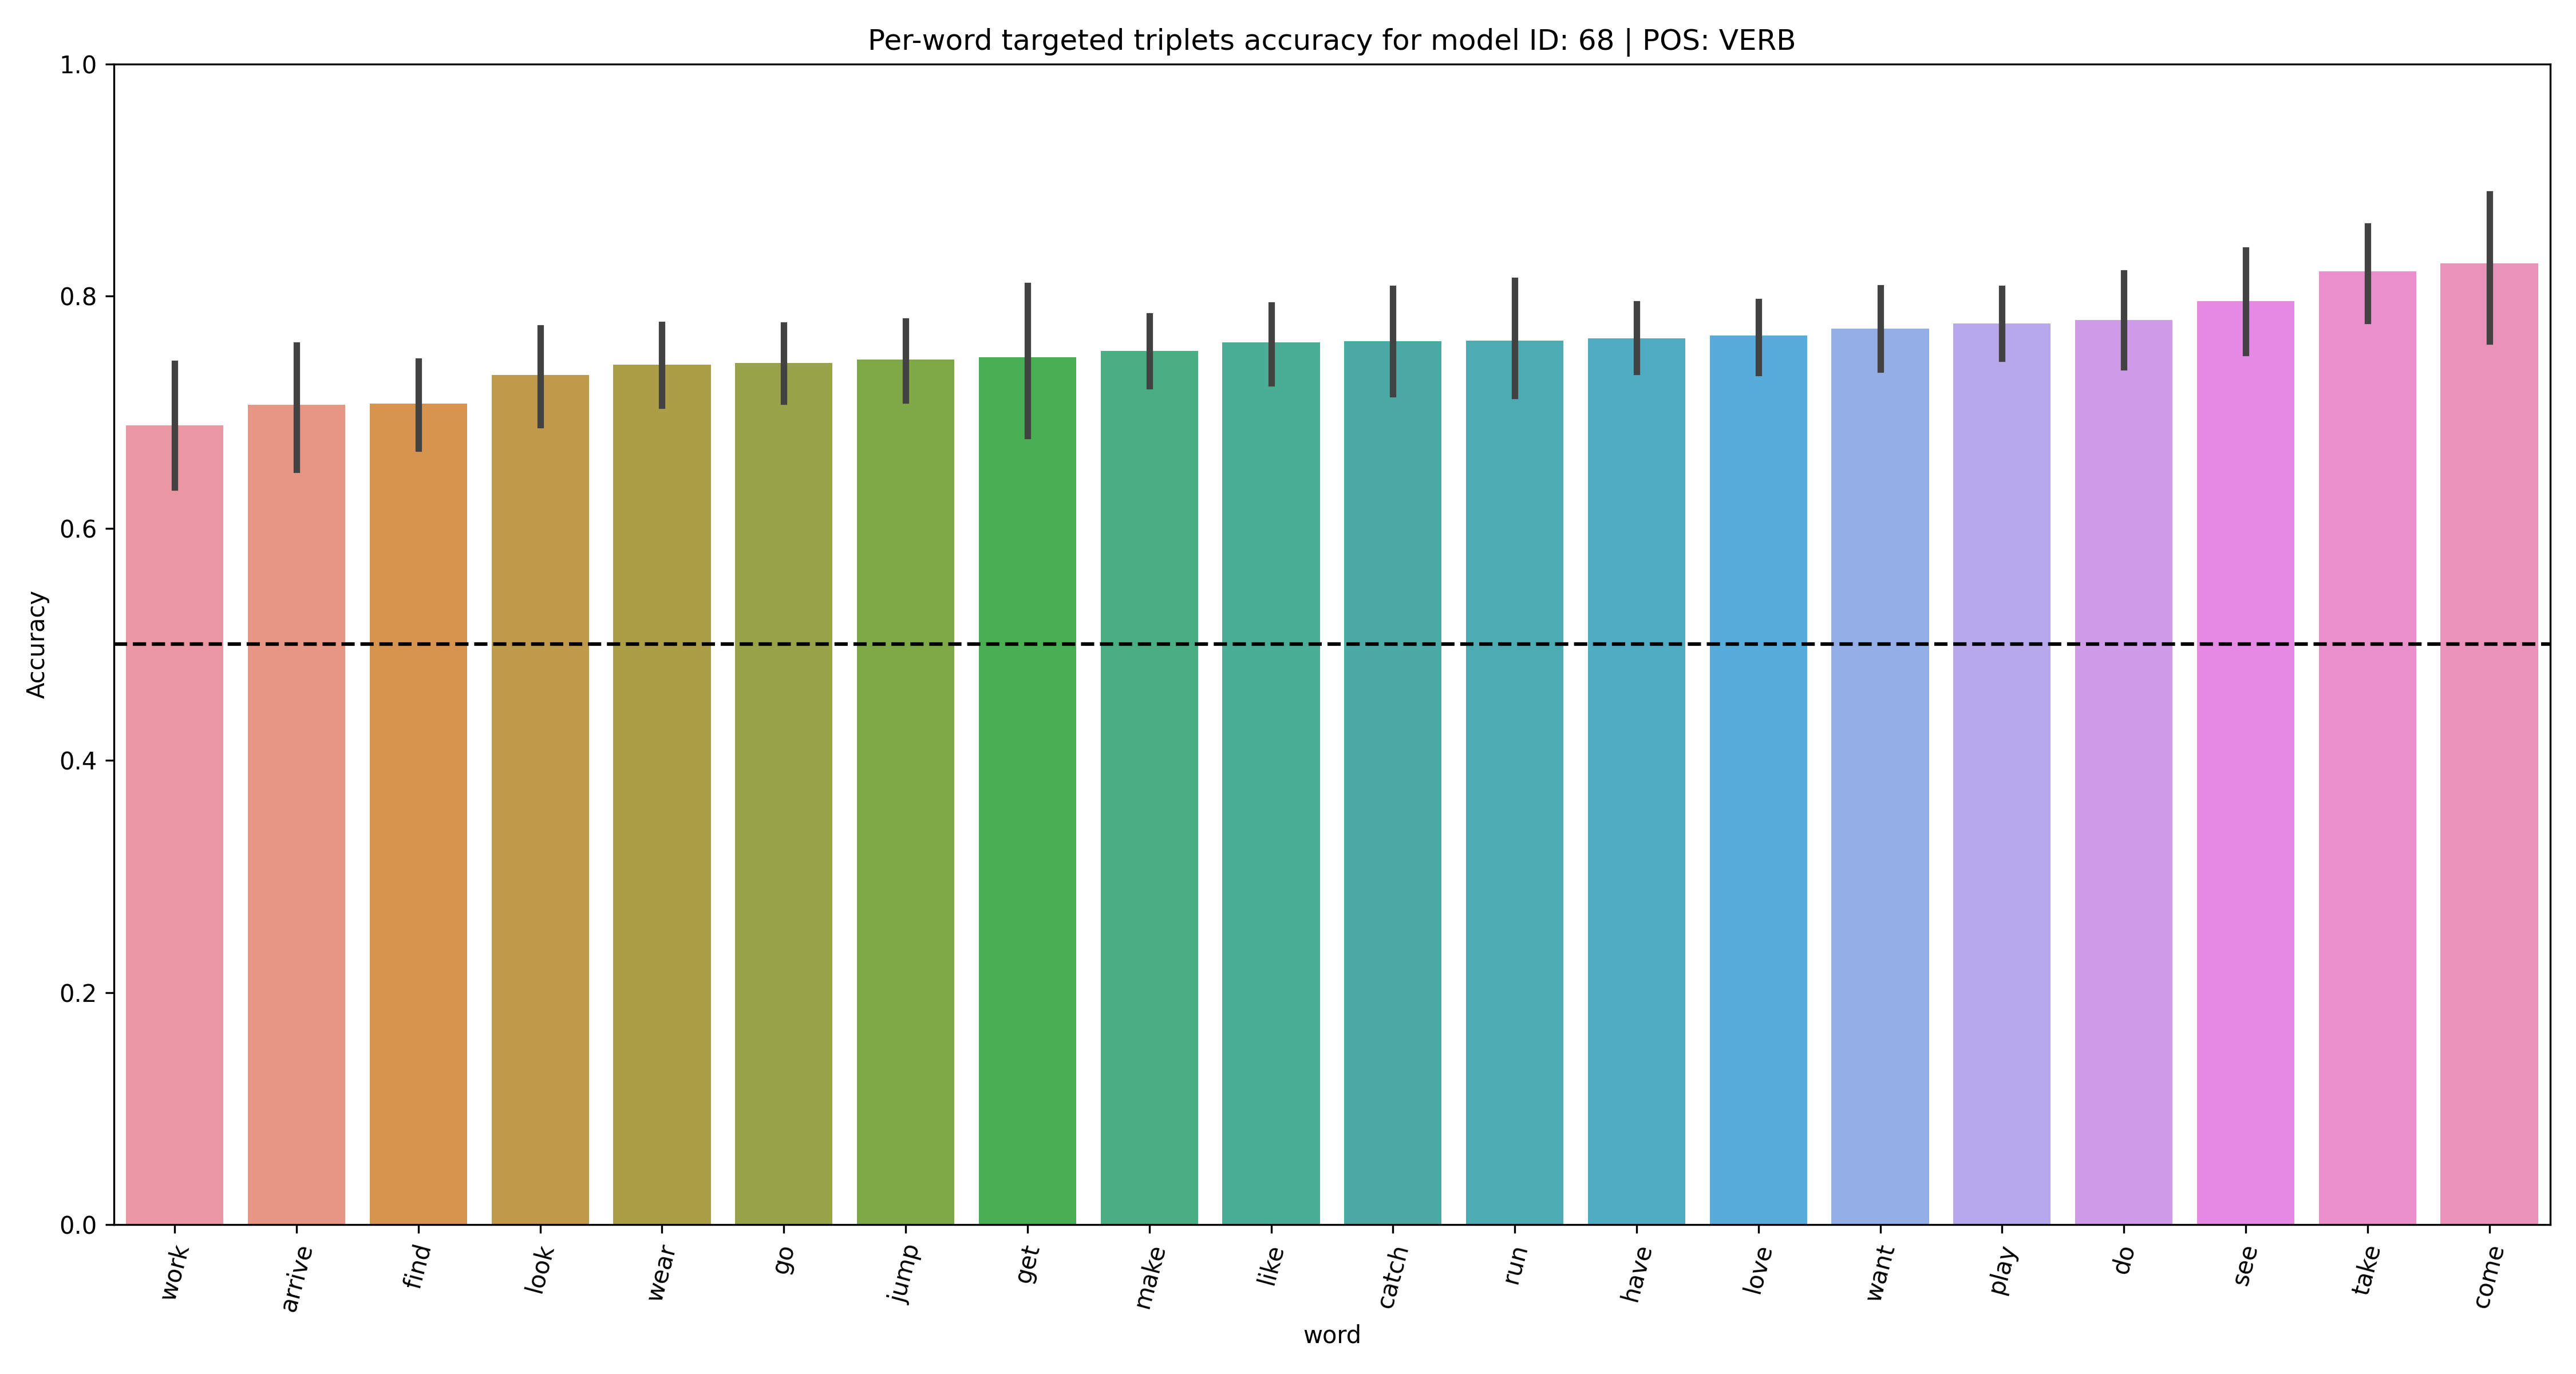 Per-word targeted triplets accuracy for model ID: 68 | POS: VERB
1.0
0.8
0.6
0.4
0.2
0.0
Accuracy
work arrive find look wear go jump get make like catch run have love want play do see take come
word